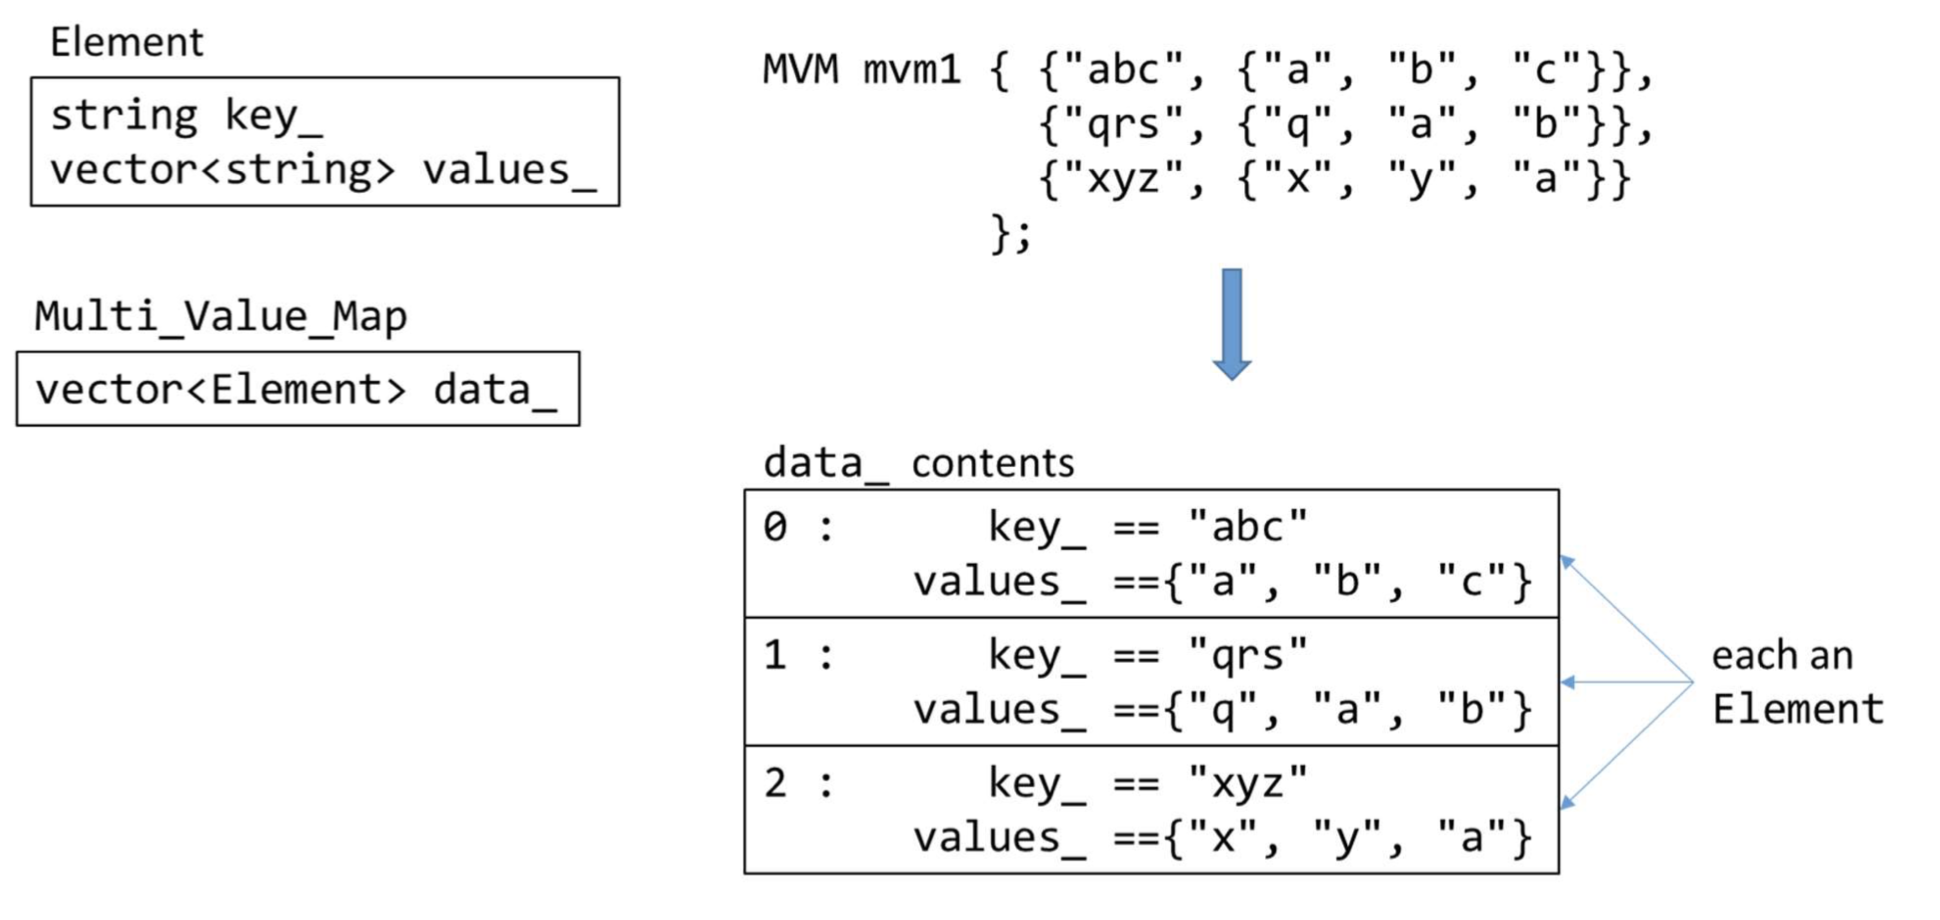 Element
string key_
vector<string> values_
Multi_Value_Map
vector<Element> data_
MVM mvm1 { {"abc", {"a", "b", "c"}},
{"qrs", {"q", "a", "b"}},
{"xyz", {"x", "y", "a"}}
};
data_ contents
0 : key_ == "abc"
values_ =={"a", "b", "c"}
1 : key_ == "qrs"
values_ =={"q", "a", "b"}
2 : key_ == "xyz"
values_ =={"x", "y", "a"}
each an
Element